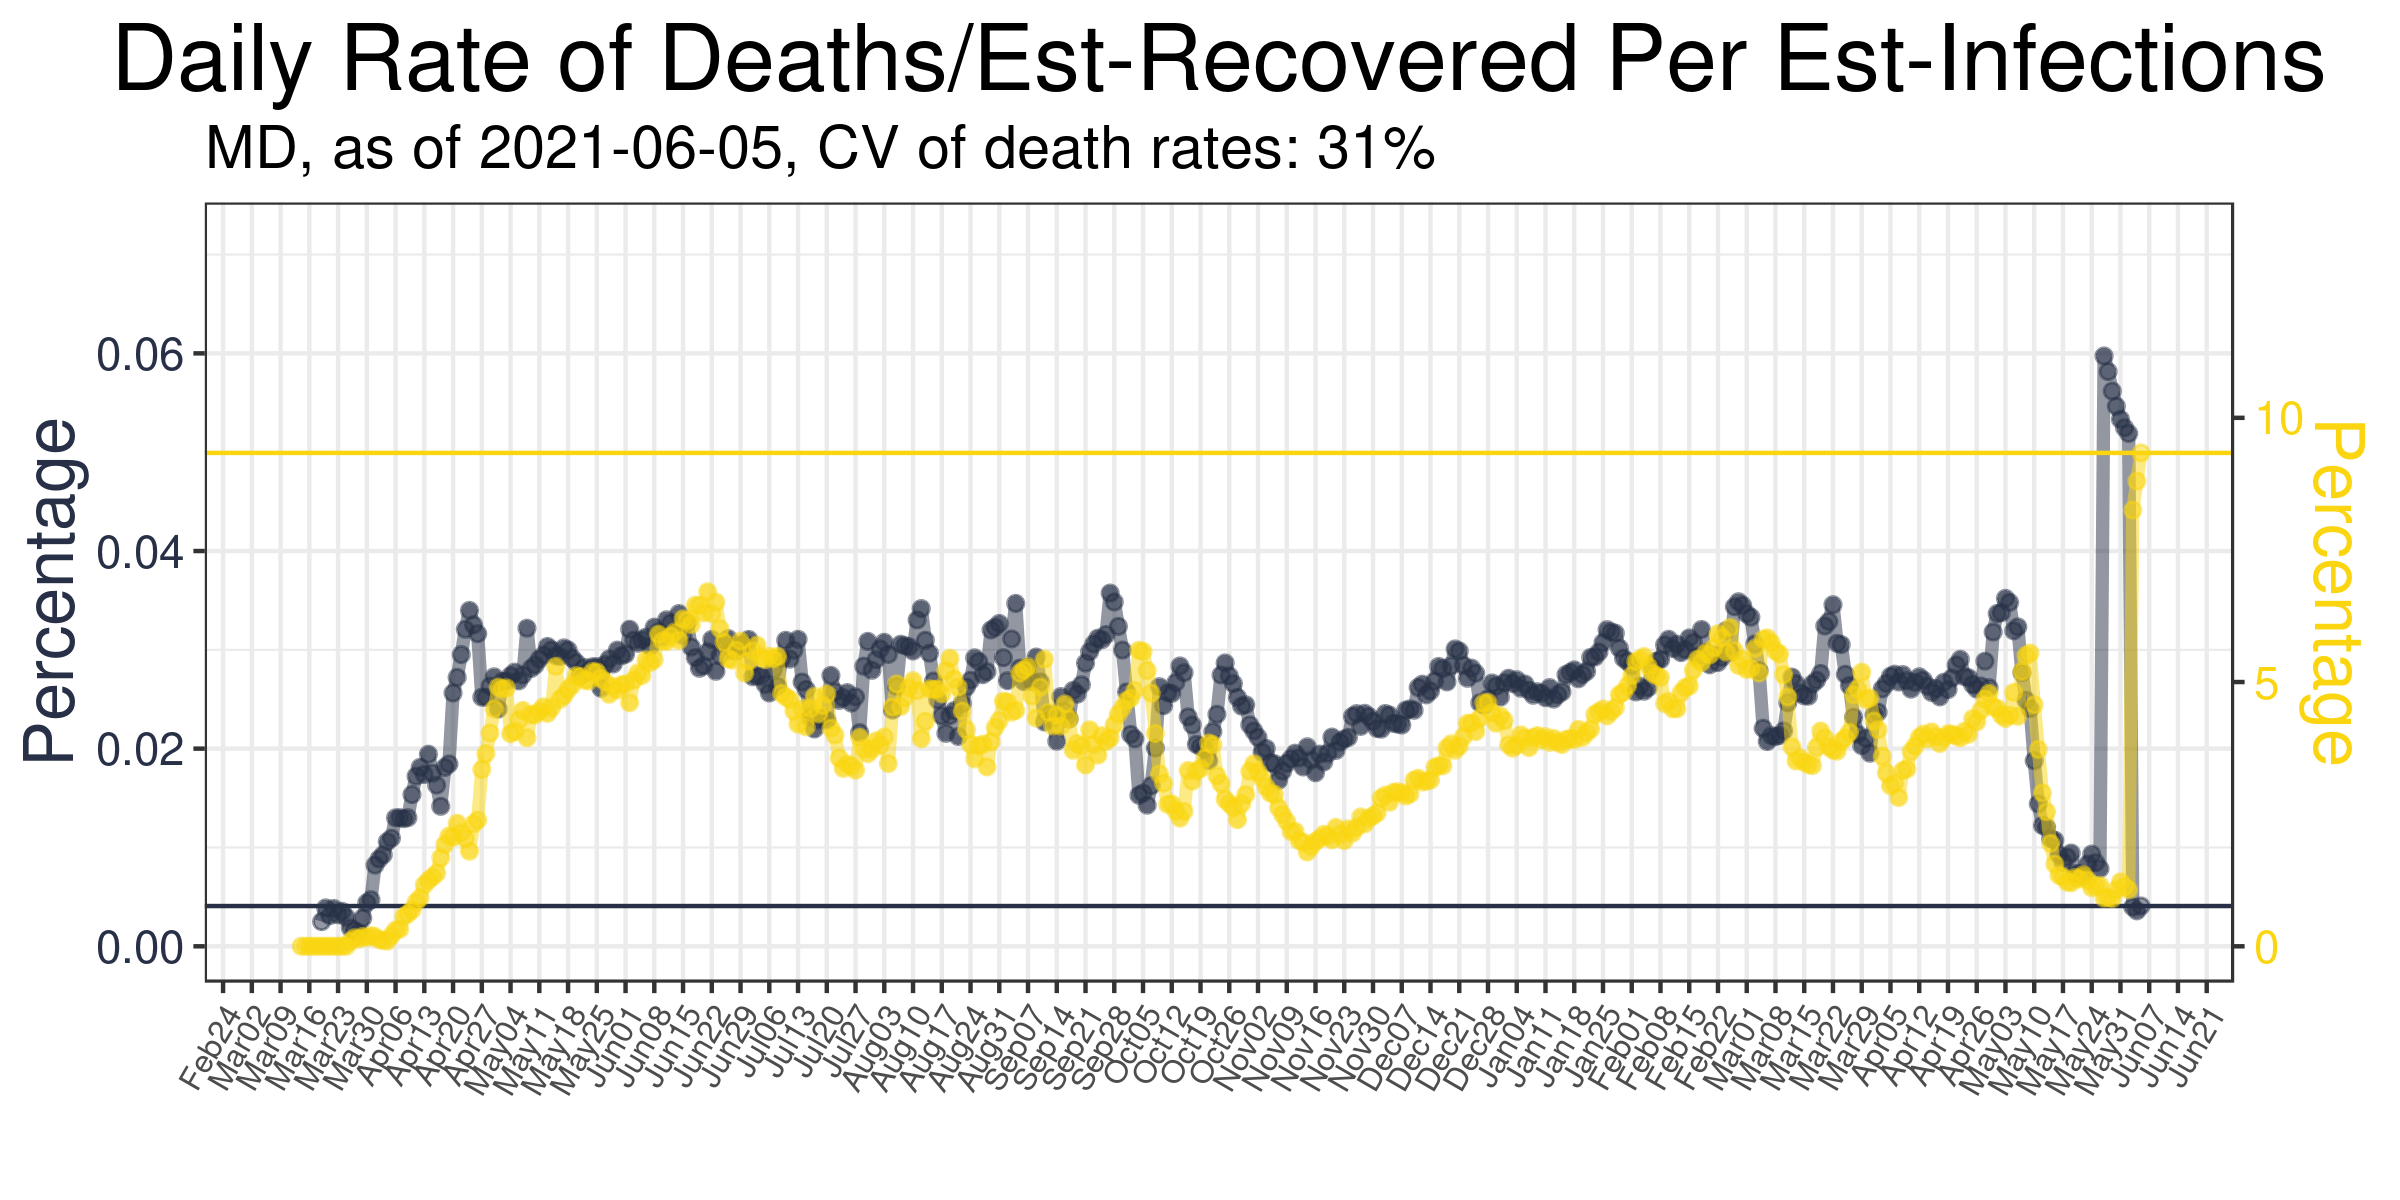 Daily Rate of Deaths/Est-Recovered Per Est-Infections
MD, as of 2021-06-05, CV of death rates: 31%
Percentage
0.06
0.04
0.02
0.00
10
5
0
Percentage
Feb24
Mar02
Mar09
Mar16
Mar23
Mar30
Apr06
Apr13
Apr20
Apr27
May04
May11
May18
May25
Jun01
Jun08
Jun15
Jun22
Jun29
Jul06
Jul13
Jul20
Jul27
Aug03
Aug10
Aug17
Aug24
Aug31
Sep07
Sep14
Sep21
Sep28
Oct05
Oct12
Oct19
Oct26
Nov02
Nov09
Nov16
Nov23
Nov30
Dec07
Dec14
Dec21
Dec28
Jan04
Jan11
Jan18
Jan25
Feb01
Feb08
Feb15
Feb22
Mar01
Mar08
Mar15
Mar22
Mar29
Apr05
Apr12
Apr19
Apr26
May03
May10
May17
May24
May31
Jun07
Jun14
Jun21